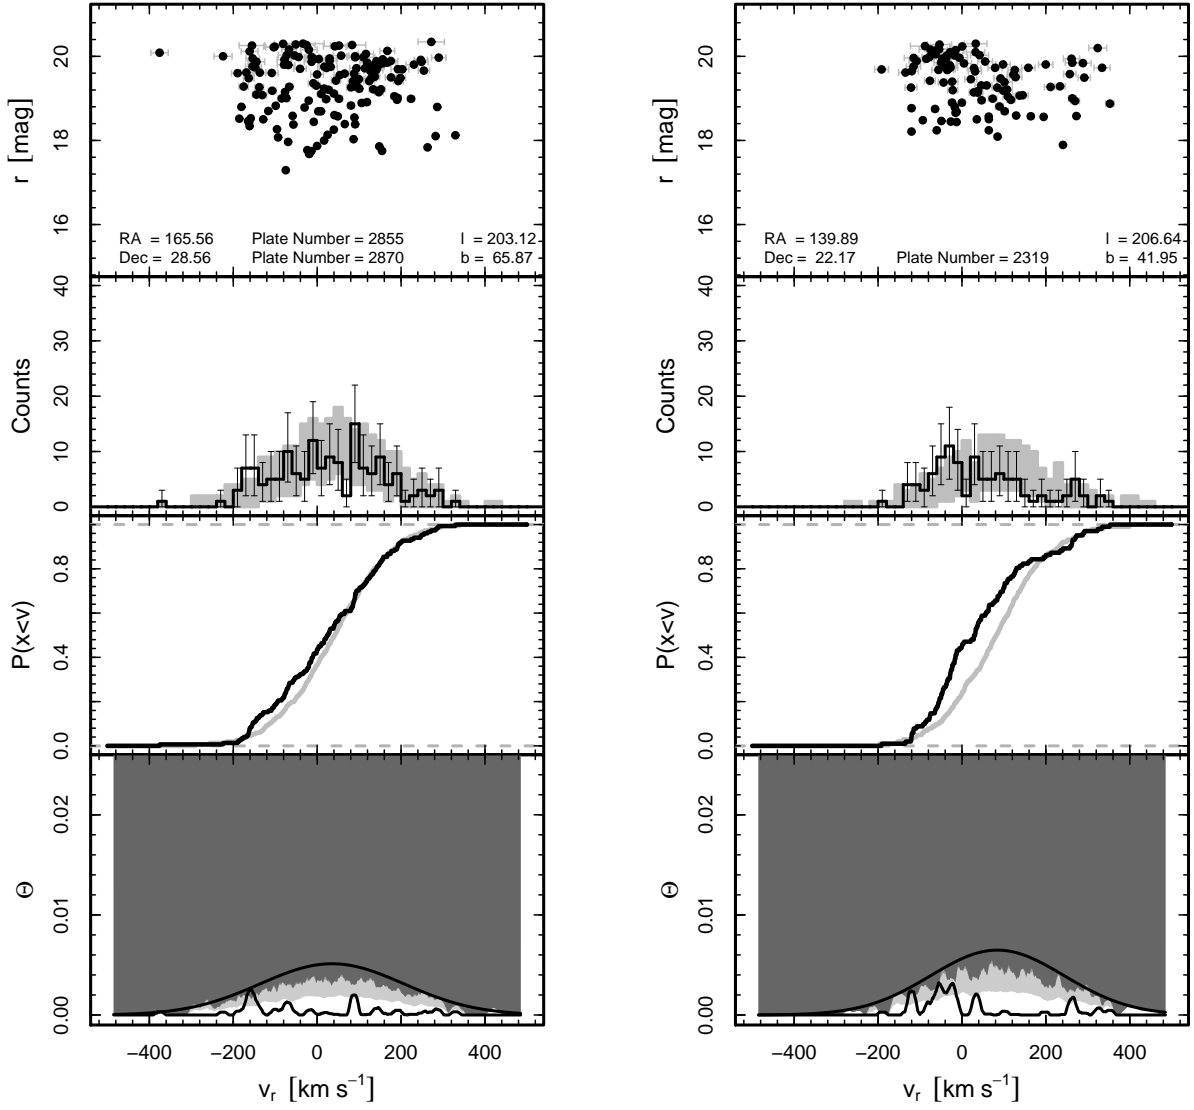 r [mag]
16 18 20
RA = 165.56 Plate Number = 2855 l = 203.12
Dec = 28.56 Plate Number = 2870 b = 65.87
Counts
0 10 20 30 40
P(x<v)
0.0 0.4 0.8
Θ
0.00 0.01 0.02
−400 −200 0 200 400
vr [km s−1]
r [mag]
16 18 20
RA = 139.89 l = 206.64
Dec = 22.17 Plate Number = 2319 b = 41.95
Counts
0 10 20 30 40
P(x<v)
0.0 0.4 0.8
Θ
0.00 0.01 0.02
−400 −200 0 200 400
vr [km s−1]